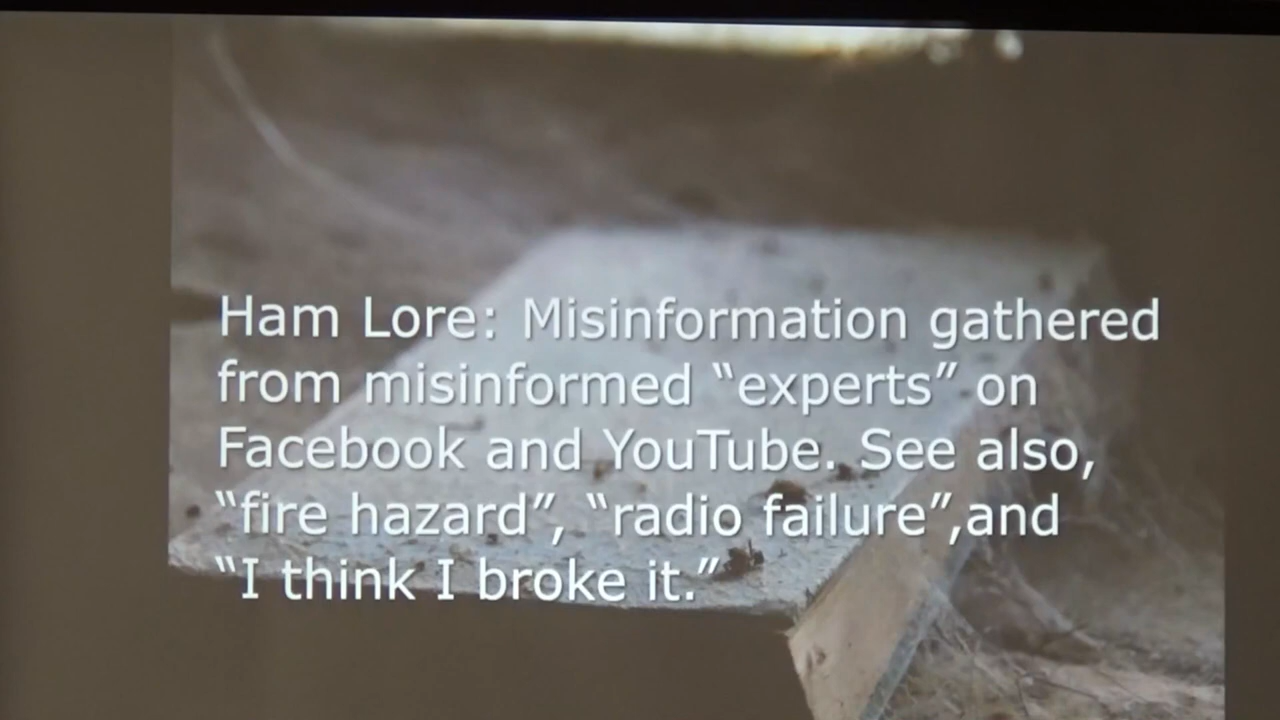 Ham Lore: Misinformation gathered
from misinformed “experts” on
Facebook and YouTube. See also,
“fire hazard”, “radio failure”,and
“I think I broke it.”